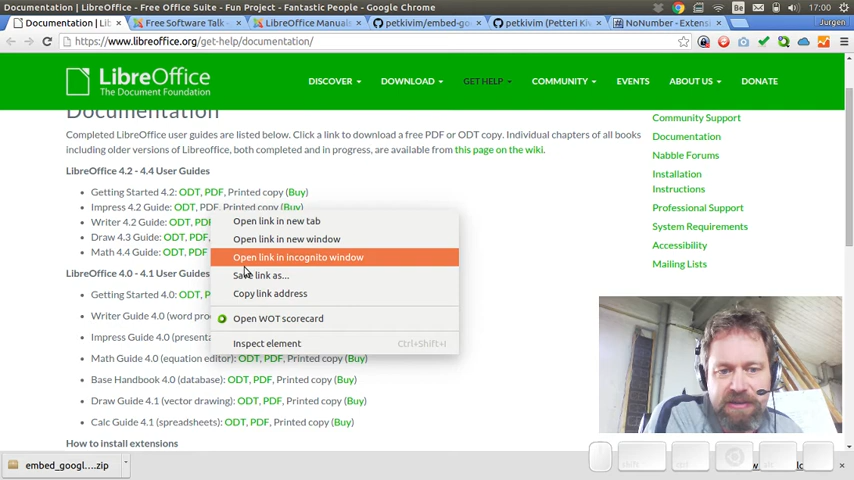 Documentation | LibreOffice - Free Office Suite - Fun Project - Fantastic People - Google Chrome
Be 17:00
Documentation | Libre
Free Software Talk -
LibreOffice Manuals
petkivim/embed-go
petkivim (Petteri Kiv
NoNumber - Extens
Jurgen
https://www.libreoffice.org/get-help/documentation/
LibreOffice
The Document Foundation
DISCOVER
DOWNLOAD
GET HELP
COMMUNITY
EVENTS
ABOUT US
DONATE
Documentation
Completed LibreOffice user guides are listed below. Click a link to download a free PDF or ODT copy. Individual chapters of all books
including older versions of Libreoffice, both completed and in progress, are available from this page on the wiki.
LibreOffice 4.2 - 4.4 User Guides
Getting Started 4.2: ODT, PDF, Printed copy (Buy)
Impress 4.2 Guide: ODT, PDF, Printed copy (Buy)
Writer 4.2 Guide: ODT, PDF
Draw 4.3 Guide: ODT, PDF,
Math 4.4 Guide: ODT, PDF
LibreOffice 4.0 - 4.1 User Guides
Getting Started 4.0: ODT, P
Writer Guide 4.0 (word pro
Impress Guide 4.0 (presenta
Math Guide 4.0 (equation editor): ODT, PDF, Printed copy (Buy)
Base Handbook 4.0 (database): ODT, PDF, Printed copy (Buy)
Draw Guide 4.1 (vector drawing): ODT, PDF, Printed copy (Buy)
Calc Guide 4.1 (spreadsheets): ODT, PDF, Printed copy (Buy)
How to install extensions
Open link in new tab
Open link in new window
Open link in incognito window
Save link as...
Copy link address
Open WOT scorecard
Inspect element Ctrl+Shift+I
Community Support
Documentation
Nabble Forums
Installation
Instructions
Professional Support
System Requirements
Accessibility
Mailing Lists
embed_googl....zip
shift
ctrl
alt